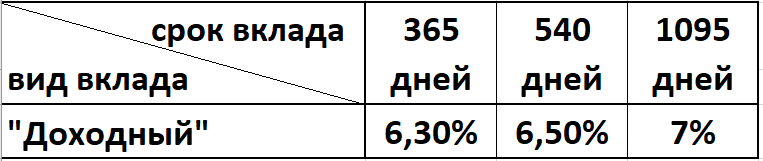 срок вклада 365 540 1095
вид вклада дней дней дней
"Доходный" 6,30% 6,50% 7%